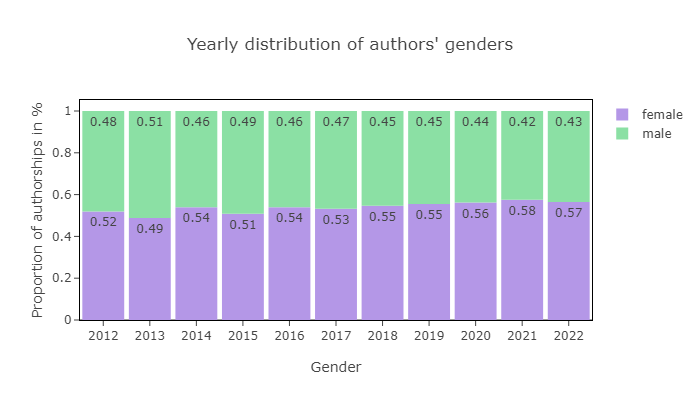 Yearly distribution of authors' genders
Proportion of authorships in %
1
0.8
0.6
0.4
0.2
0
0.48 0.51 0.46 0.49 0.46 0.47 0.45 0.45 0.44 0.42 0.43
0.52 0.49 0.54 0.51 0.54 0.53 0.55 0.55 0.56 0.58 0.57
2012 2013 2014 2015 2016 2017 2018 2019 2020 2021 2022
Gender
female
male